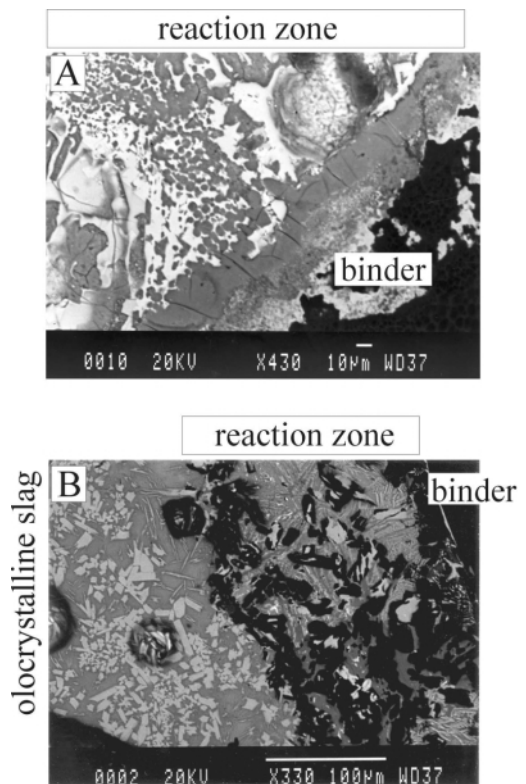 reaction zone
A
binder
0010 20KV X430 10µm WD37
reaction zone
B
binder
olocrystalline slag
0002 20KV X330 100µm WD37